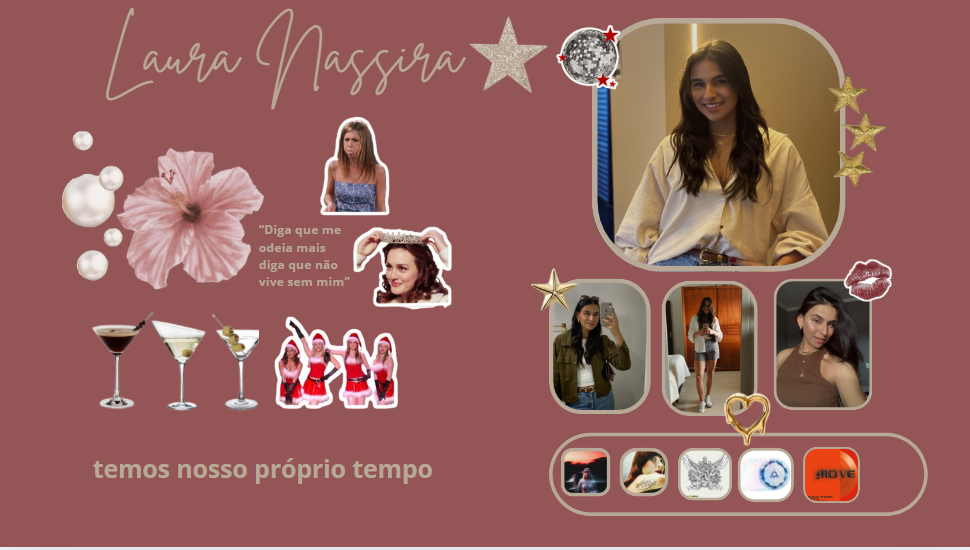 Laura Nassira
“Diga que me
odeia mais
diga que não
vive sem mim”
temos nosso próprio tempo
MOVE